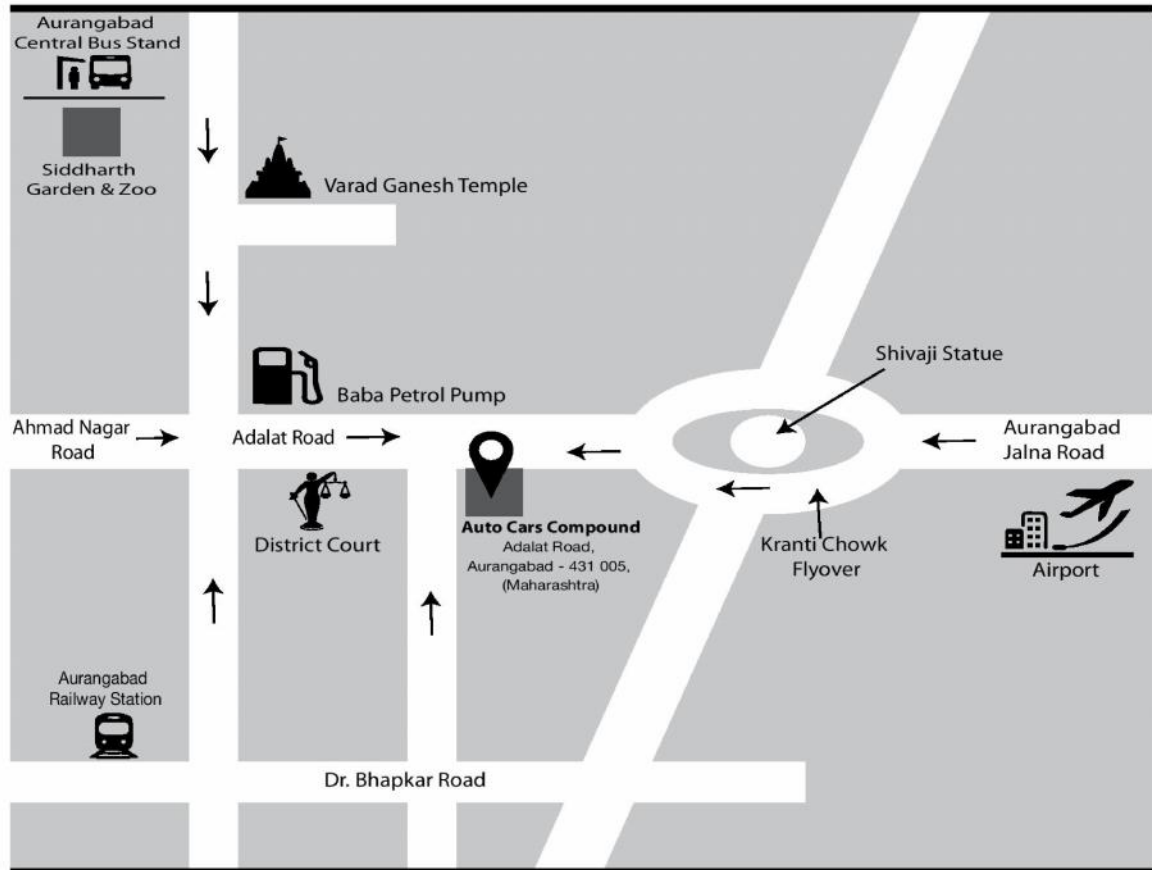 Aurangabad
Central Bus Stand
Siddharth
Garden & Zoo
Varad Ganesh Temple
Shivaji Statue
Baba Petrol Pump
Ahmad Nagar
Road
Adalat Road
Aurangabad
Jalna Road
District Court
Auto Cars Compound
Adalat Road,
Aurangabad - 431 005,
(Maharashtra)
Kranti Chowk
Flyover
Airport
Aurangabad
Railway Station
Dr. Bhapkar Road